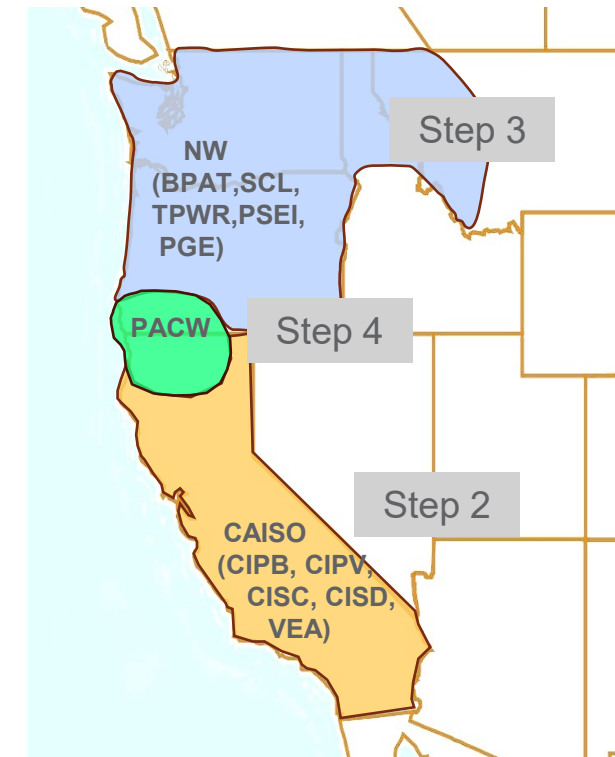 Step 3
NW
(BPAT,SCL,
TPWR,PSEI,
PGE)
PACW
Step 4
Step 2
CAISO
(CIPB, CIPV,
CISC, CISD,
VEA)